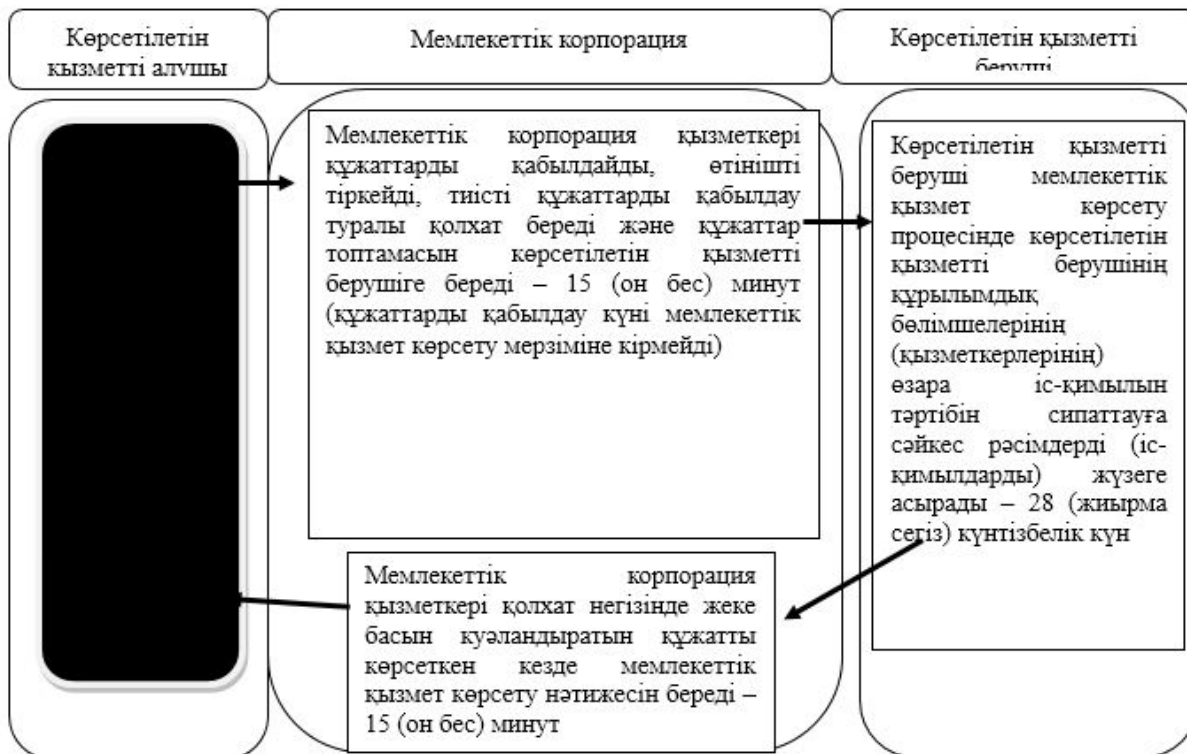 Көрсетілетін
қызметті алушы
Мемлекеттік корпорация
Көрсетілетін қызметті
беруші
Мемлекеттік корпорация қызметкері
құжаттарды қабылдайды, өтінішті
тіркейді, тиісті құжаттарды қабылдау
туралы қолхат береді және құжаттар
топтамасын көрсетілетін қызметті
берушіге береді – 15 (он бес) минут
(құжаттарды қабылдау күні мемлекеттік
қызмет көрсету мерзіміне кірмейді)
Көрсетілетін қызметті
беруші мемлекеттік
қызмет көрсету
процесінде көрсетілетін
қызметті берушінің
құрылымдық
бөлімшелерінің
(қызметкерлерінің)
өзара іс-қимылын
тәртібін сипаттауға
сәйкес рәсімдерді (іс-
қимылдарды) жүзеге
асырады – 28 (жиырма
сегіз) күнтізбелік күн
Мемлекеттік корпорация
қызметкері қолхат негізінде жеке
басын куәландыратын құжатты
көрсеткен кезде мемлекеттік
қызмет көрсету нәтижесін береді –
15 (он бес) минут